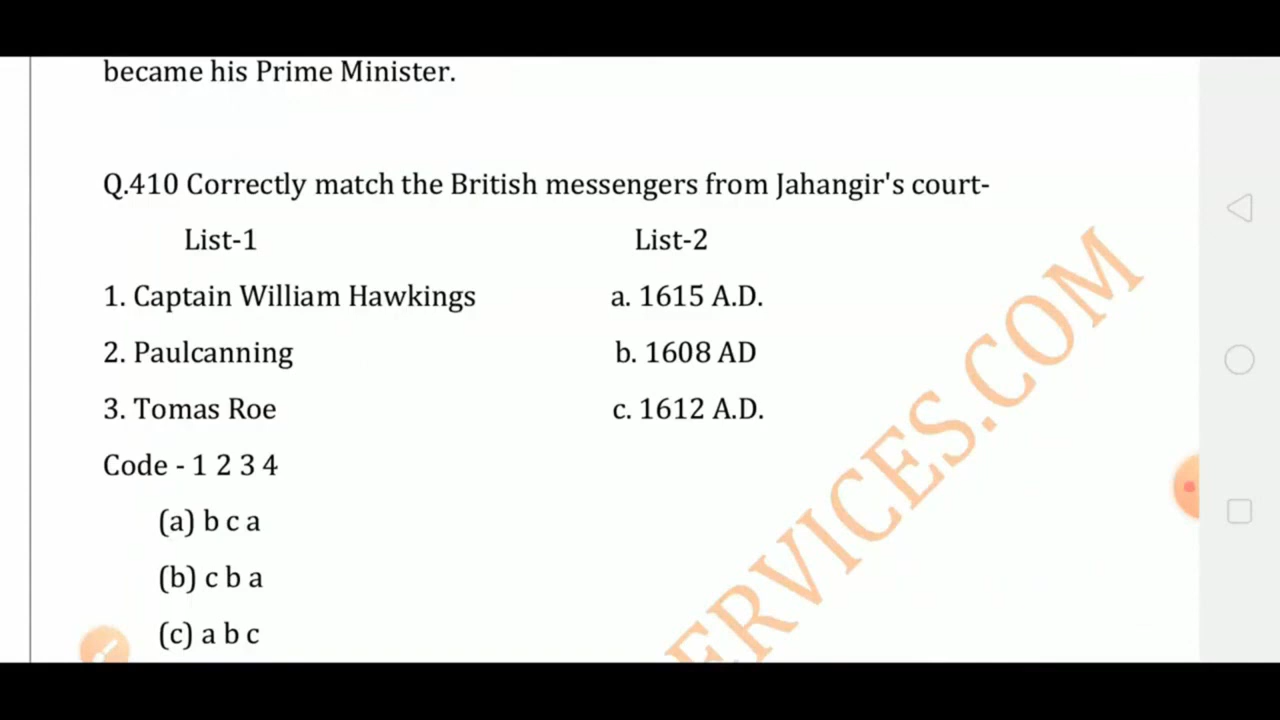 became his Prime Minister.
Q.410 Correctly match the British messengers from Jahangir's court-
List-1 List-2
1. Captain William Hawkings a. 1615 A.D.
2. Paulcanning b. 1608 AD
3. Tomas Roe c. 1612 A.D.
Code - 1 2 3 4
(a) b c a
(b) c b a
(c) a b c
ERVICES.COM